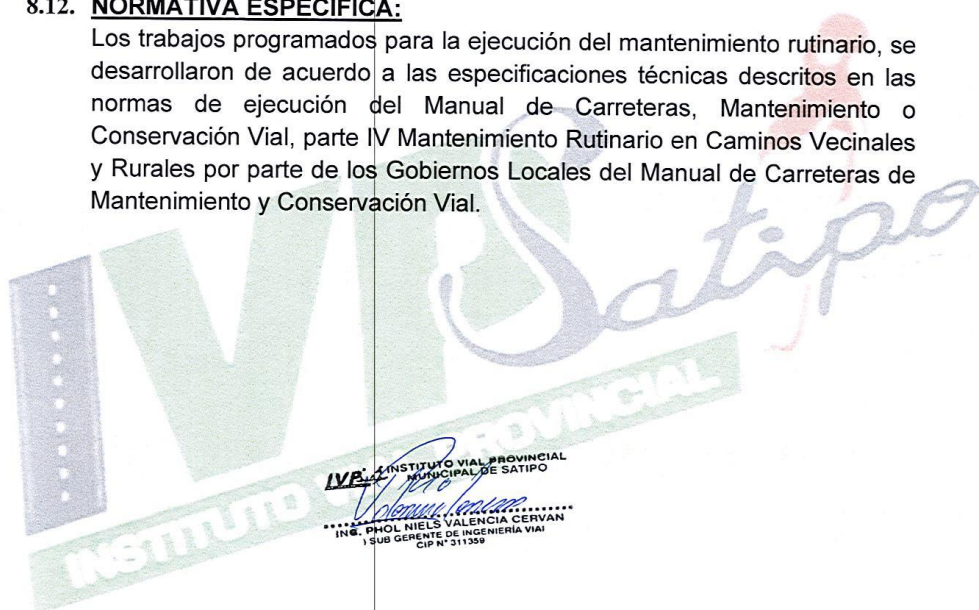 8.12. NORMATIVA ESPECÍFICA:
Los trabajos programados para la ejecución del mantenimiento rutinario, se
desarrollaron de acuerdo a las especificaciones técnicas descritos en las
normas de ejecución del Manual de Carreteras, Mantenimiento o
Conservación Vial, parte IV Mantenimiento Rutinario en Caminos Vecinales
y Rurales por parte de los Gobiernos Locales del Manual de Carreteras de
Mantenimiento y Conservación Vial.
IVP Satipo
INSTITUTO VIAL PROVINCIAL
IVP INSTITUTO VIAL PROVINCIAL
MUNICIPAL DE SATIPO
ING. PHOL NIELS VALENCIA CERVAN
SUB GERENTE DE INGENIERÍA VIAL
CIP N° 311359